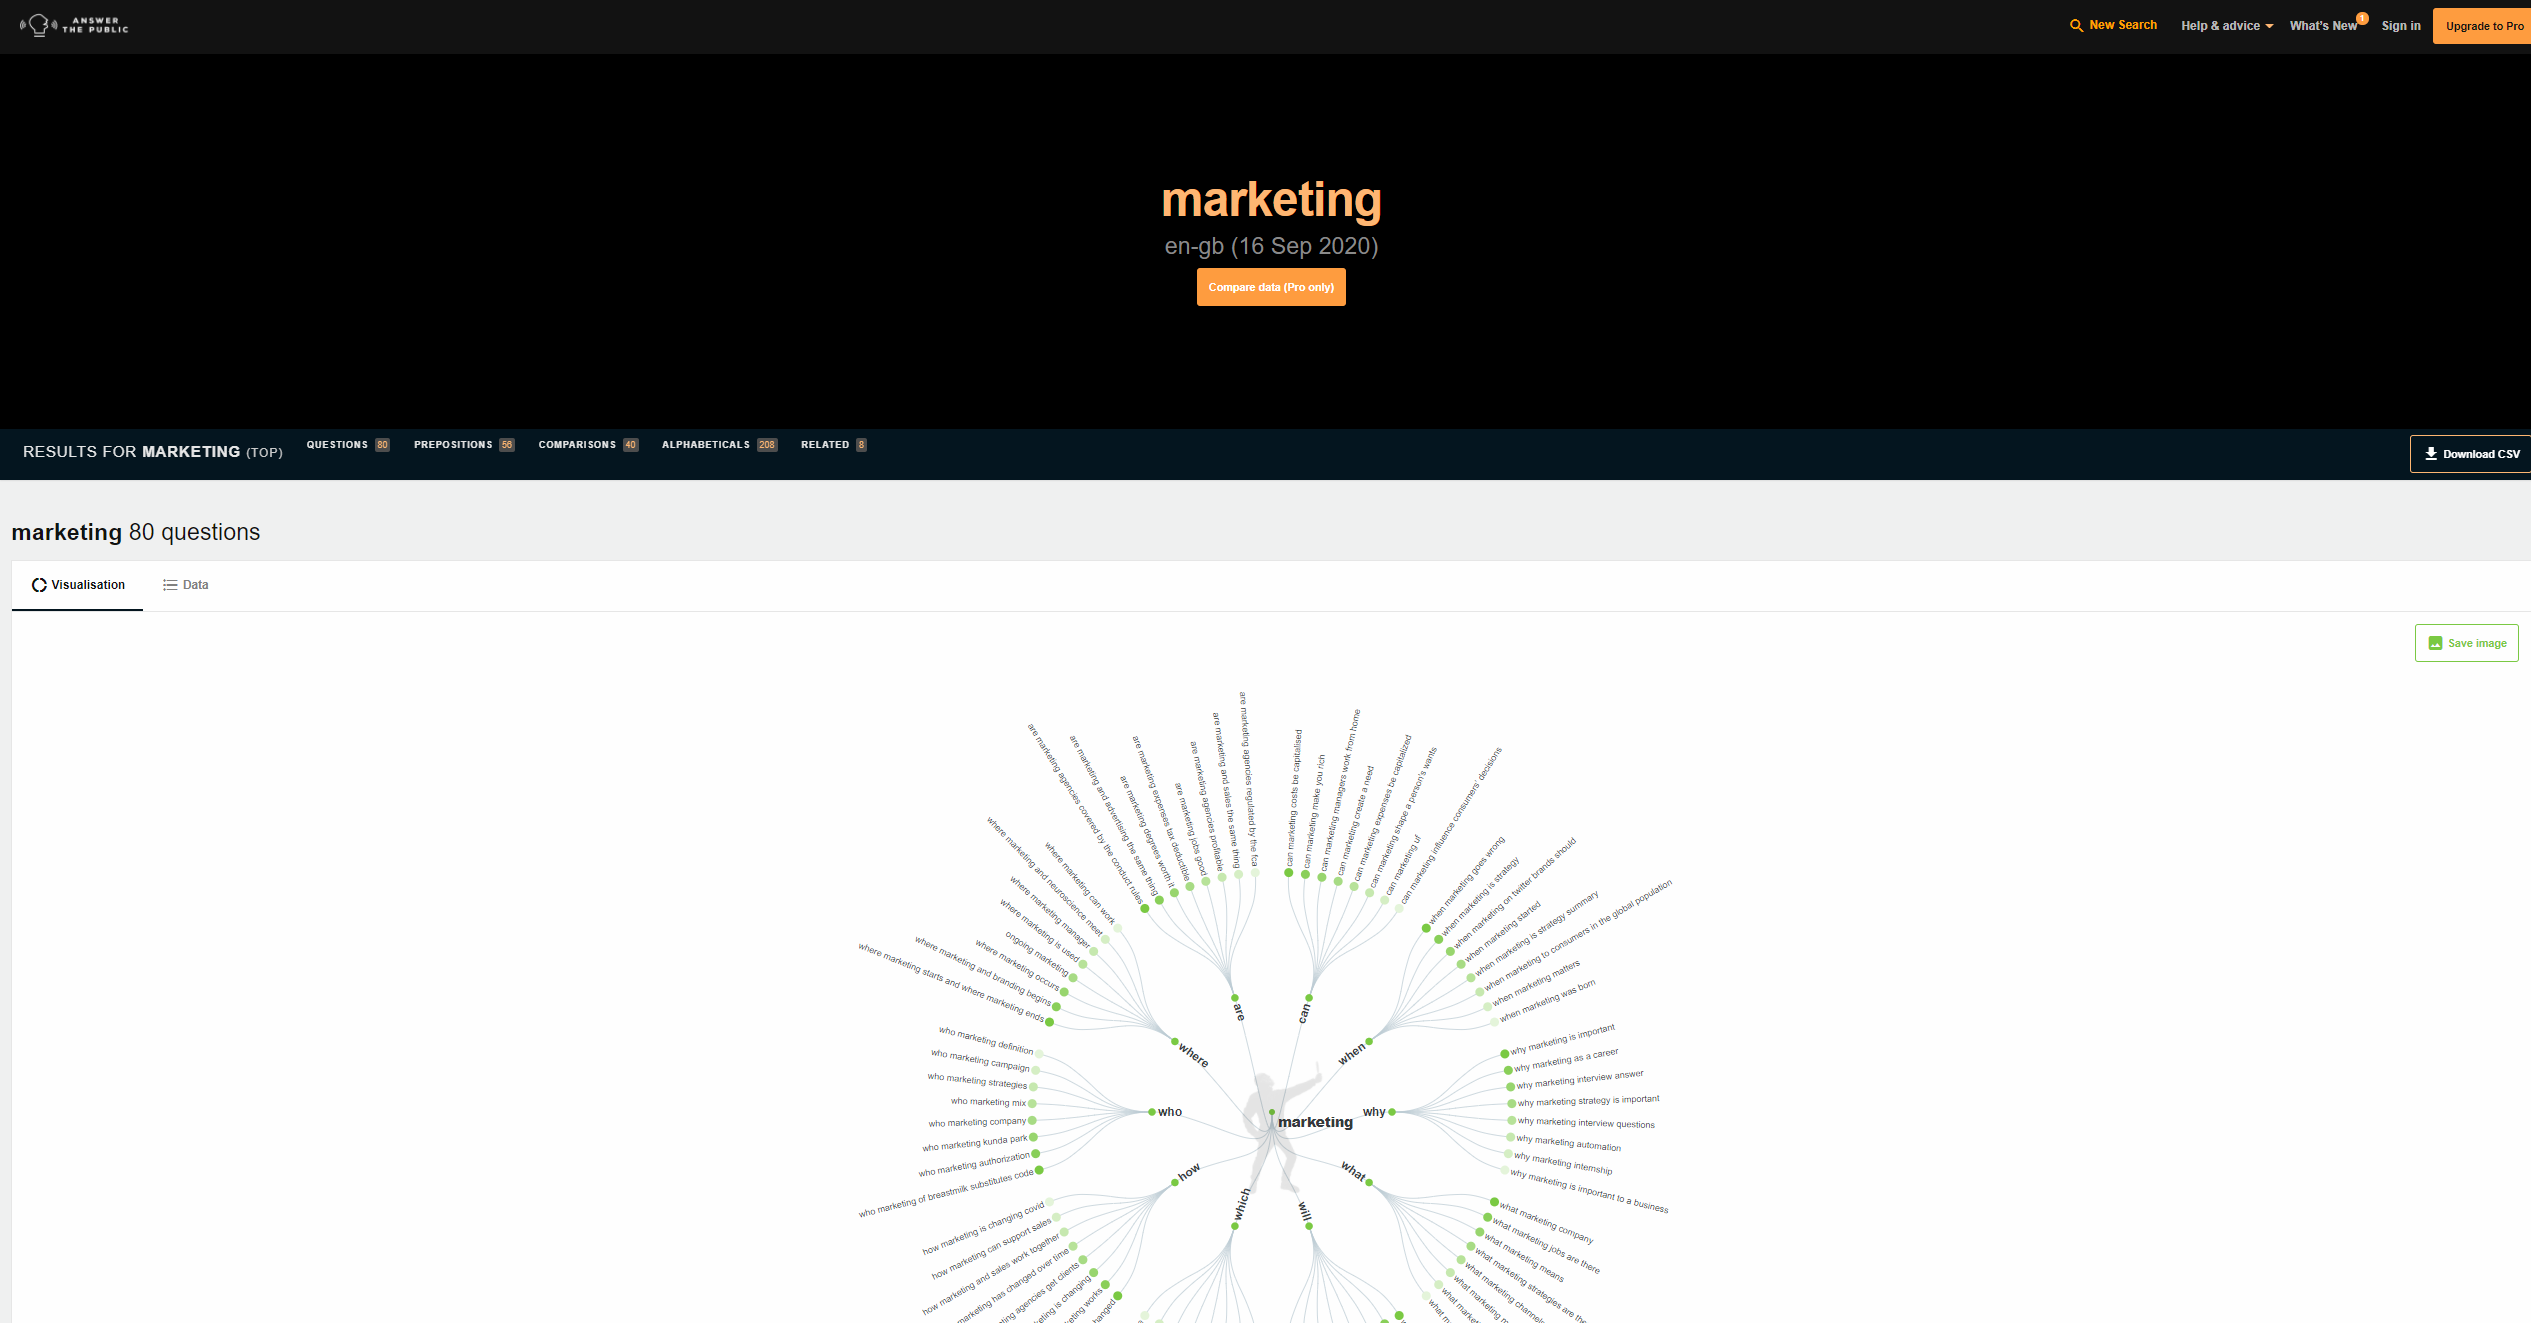 ANSWER
THE PUBLIC
New Search
Help & advice
What's New
1
Sign in
Upgrade to Pro
marketing
en-gb (16 Sep 2020)
Compare data (Pro only)
RESULTS FOR MARKETING (TOP)
QUESTIONS 80
PREPOSITIONS 56
COMPARISONS 40
ALPHABETICALS 208
RELATED 8
Download CSV
marketing 80 questions
Visualisation
Data
Save image
marketing
are
are marketing agencies covered by the conduct rules
are marketing and advertising the same thing
are marketing degrees worth it
are marketing expenses tax deductible
are marketing jobs good
are marketing agencies profitable
are marketing and sales the same thing
are marketing agencies regulated by the fca
can
can marketing costs be capitalised
can marketing make you rich
can marketing managers work from home
can marketing create a need
can marketing expenses be capitalized
can marketing shape a person's wants
can marketing uf
can marketing influence consumers' decisions
when
when marketing goes wrong
when marketing is strategy
when marketing on twitter brands should
when marketing started
when marketing is strategy summary
when marketing to consumers in the global population
when marketing matters
when marketing was born
why
why marketing is important
why marketing as a career
why marketing interview answer
why marketing strategy is important
why marketing interview questions
why marketing automation
why marketing internship
why marketing is important to a business
what
what marketing company
what marketing jobs are there
what marketing means
what marketing strategies are the
what marketing channels
what marketing m
what marke
what m
will
which
how
how marketing is changing covid
how marketing can support sales
how marketing and sales work together
marketing has changed over time
ting agencies get clients
eting is changing
eting works
hanged
who
who marketing definition
who marketing campaign
who marketing strategies
who marketing mix
who marketing company
who marketing kunda park
who marketing authorization
who marketing of breastmilk substitutes code
where
where marketing can work
where marketing and neuroscience meet
where marketing manager
where marketing is used
ongoing marketing
where marketing occurs
where marketing and branding begins
where marketing starts and where marketing ends